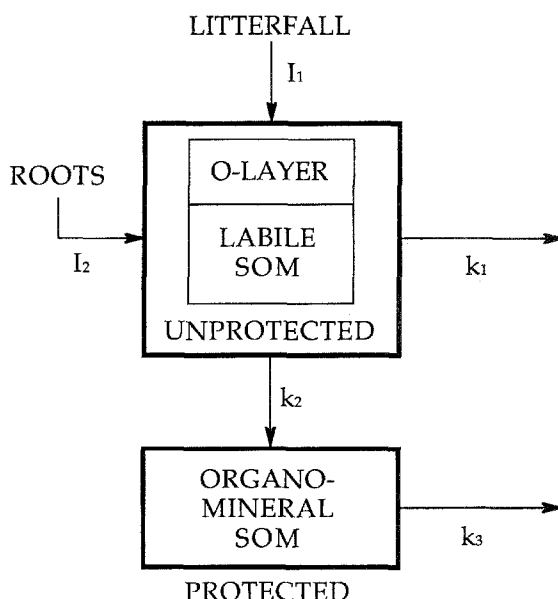 LITTERFALL
I1
ROOTS
I2
O-LAYER
LABILE
SOM
UNPROTECTED
k1
k2
ORGANO-
MINERAL
SOM
k3
PROTECTED